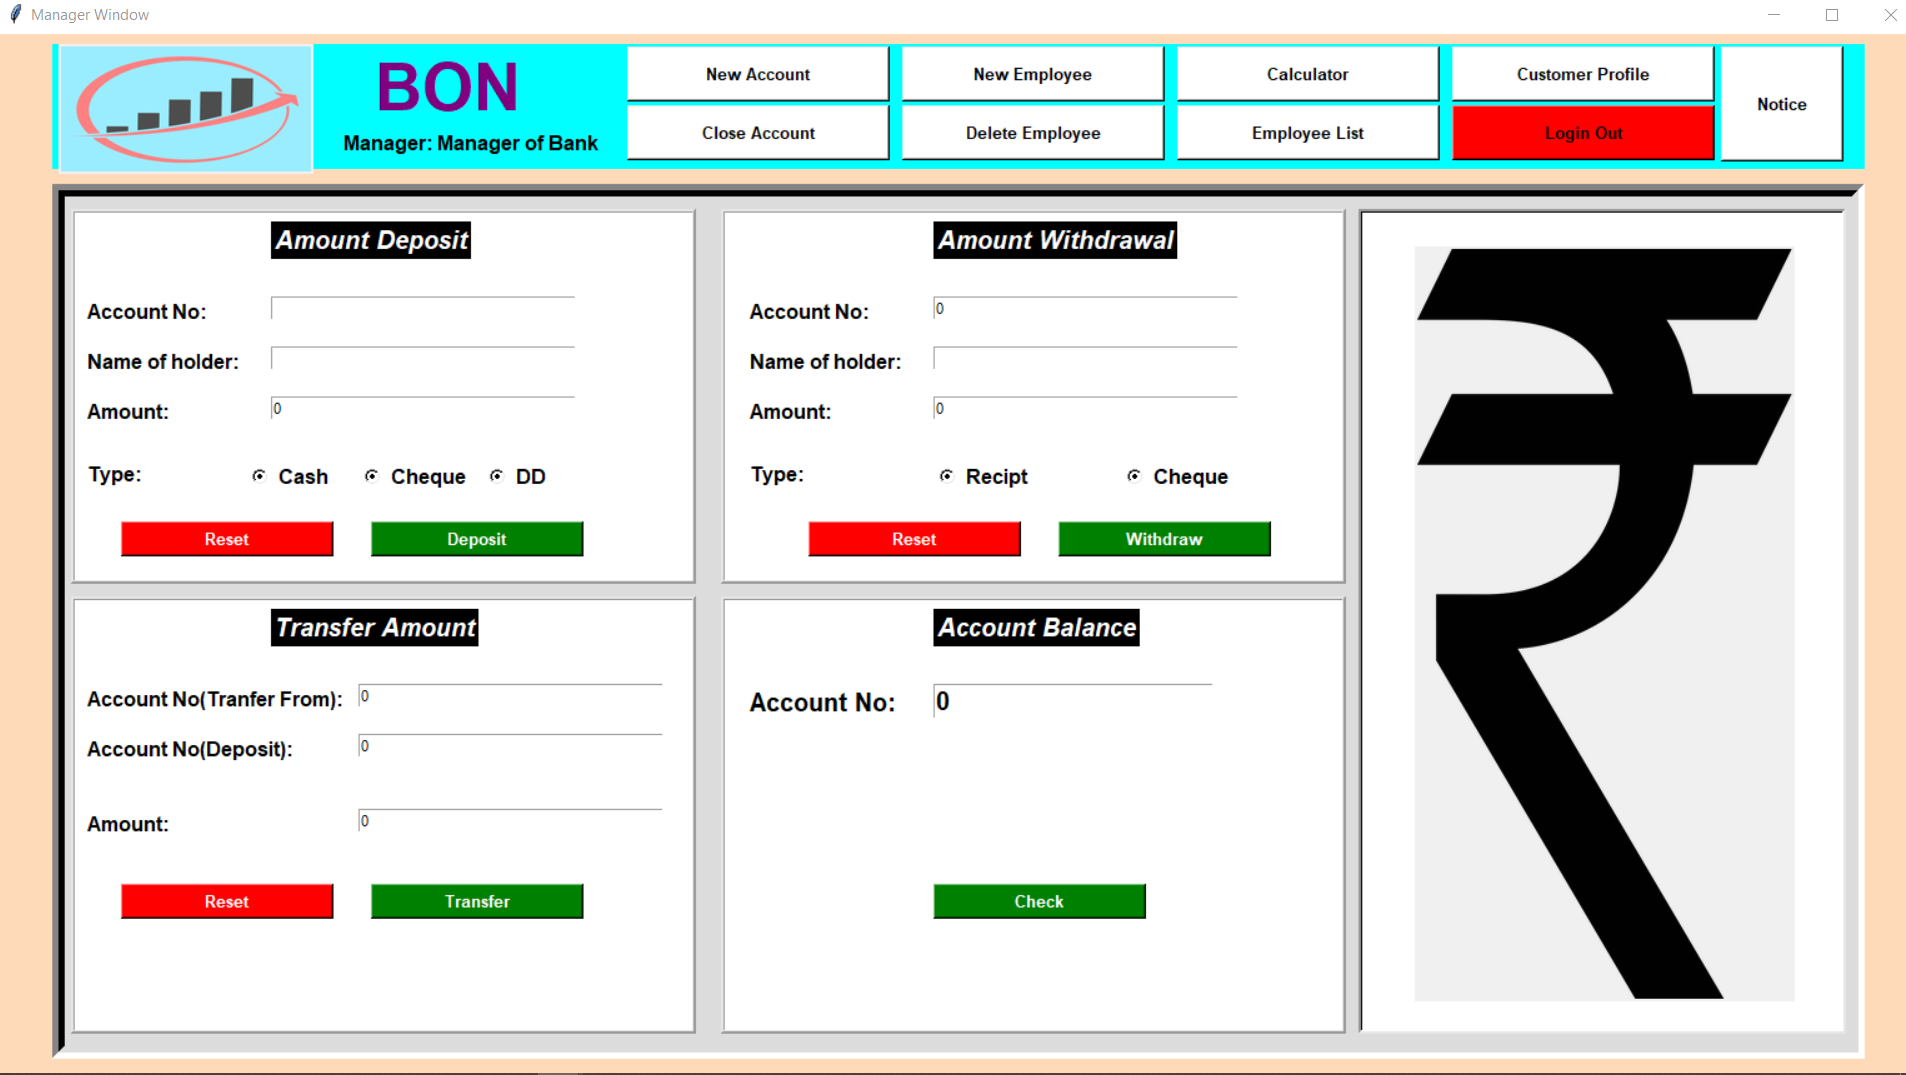 Manager Window
BON
Manager: Manager of Bank
New Account
New Employee
Calculator
Customer Profile
Notice
Close Account
Delete Employee
Employee List
Login Out
Amount Deposit
Account No:
Name of holder:
Amount: 0
Type: Cash Cheque DD
Reset Deposit
Amount Withdrawal
Account No: 0
Name of holder:
Amount: 0
Type: Recipt Cheque
Reset Withdraw
Transfer Amount
Account No(Tranfer From): 0
Account No(Deposit): 0
Amount: 0
Reset Transfer
Account Balance
Account No: 0
Check
₹